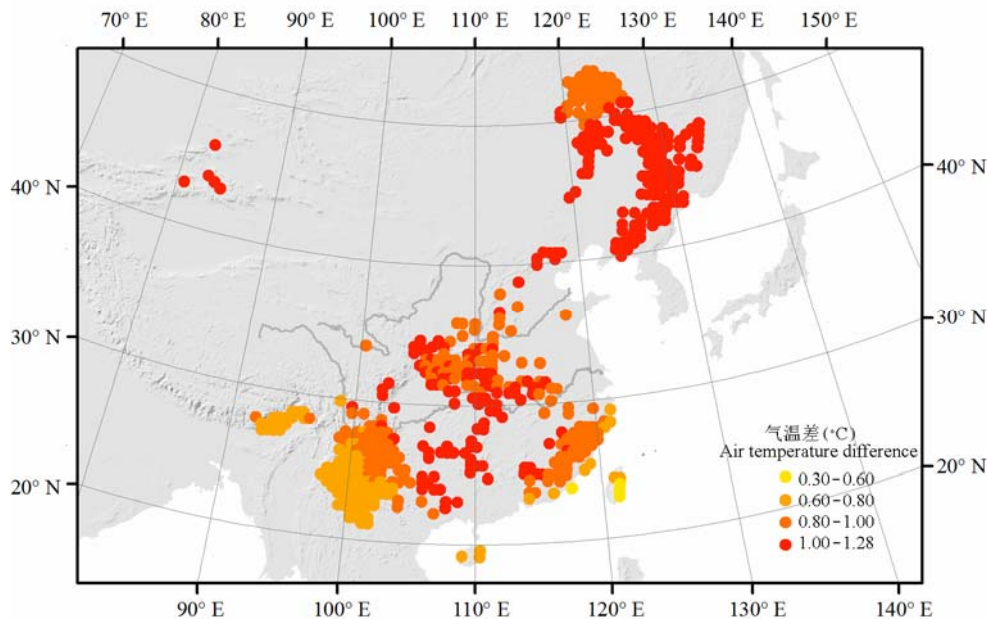 70° E 80° E 90° E 100° E 110° E 120° E 130° E 140° E 150° E
40° N
30° N
20° N
40° N
30° N
20° N
气温差 (°C)
Air temperature difference
0.30-0.60
0.60-0.80
0.80-1.00
1.00-1.28
90° E 100° E 110° E 120° E 130° E 140° E